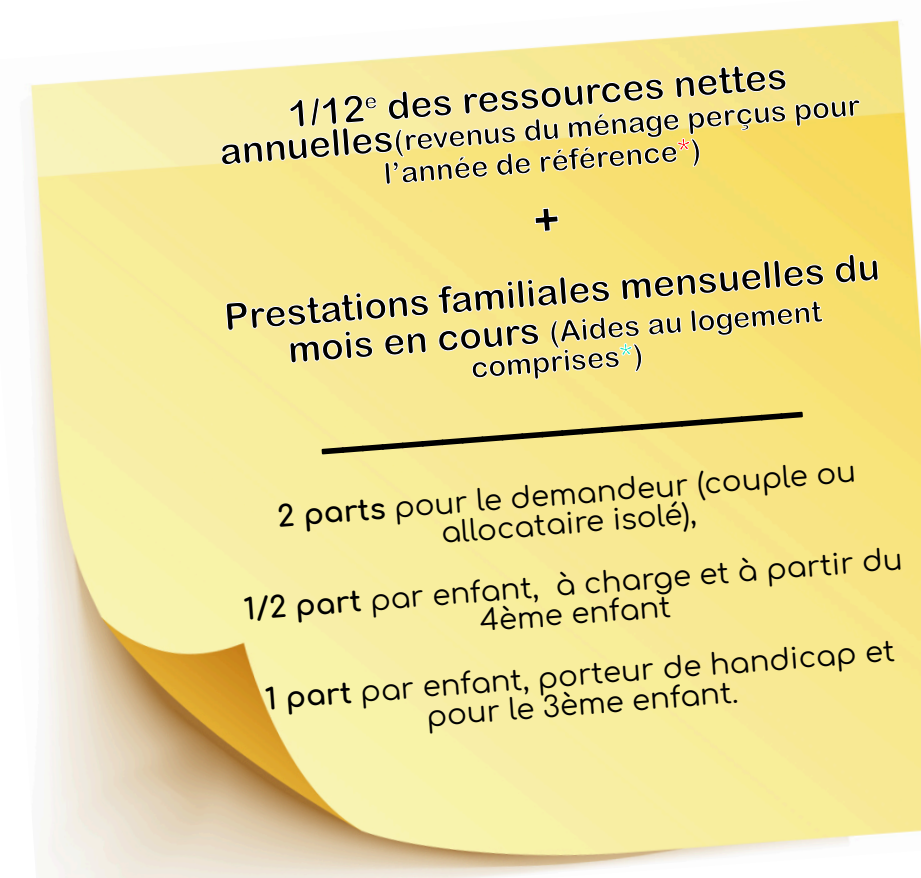 1/12e des ressources nettes
annuelles(revenus du ménage perçus pour
l'année de référence*)
+
Prestations familiales mensuelles du
mois en cours (Aides au logement
comprises*)
2 parts pour le demandeur (couple ou
allocataire isolé),
1/2 part par enfant, à charge et à partir du
4ème enfant
1 part par enfant, porteur de handicap et
pour le 3ème enfant.